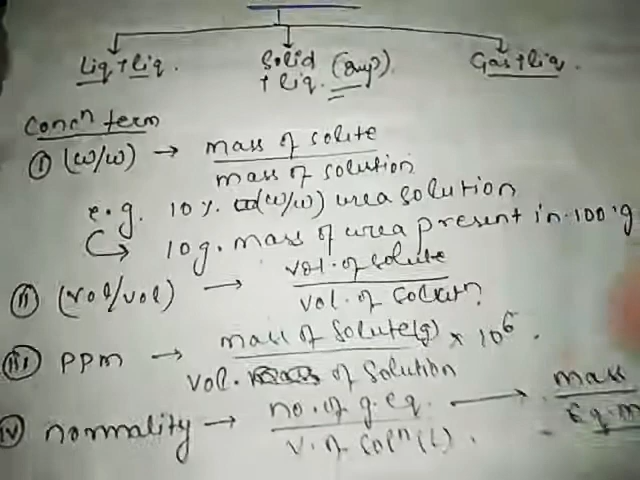 Liq + Liq. Solid + Liq. (imp). Gas + Liq.
Concn term
(I) (w/w) → mass of solute / mass of solution
e.g. 10 %. (w/w) urea solution
10 g. mass of urea present in 100 g
(II) (vol/vol) → vol. of solute / vol. of Solution
(III) PPm → mass of Solute(g) / vol. of Solution × 10⁶.
(IV) normality → no. of g. eq. / v. of Soln (L). → mass / Eq. m